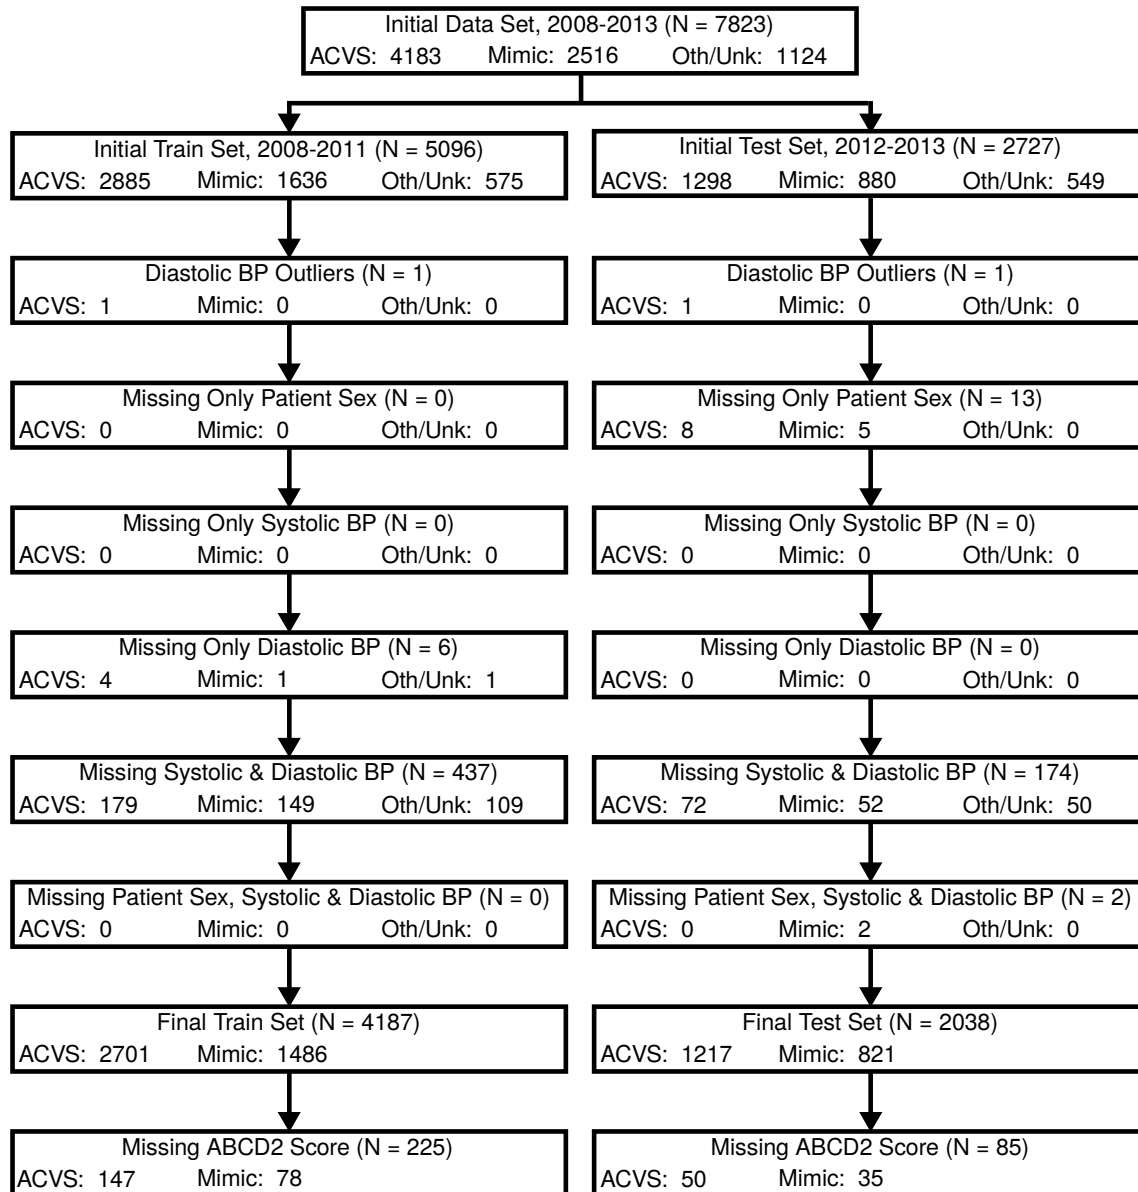 Initial Data Set, 2008-2013 (N = 7823)
ACVS: 4183 Mimic: 2516 Oth/Unk: 1124
Initial Train Set, 2008-2011 (N = 5096)
ACVS: 2885 Mimic: 1636 Oth/Unk: 575
Initial Test Set, 2012-2013 (N = 2727)
ACVS: 1298 Mimic: 880 Oth/Unk: 549
Diastolic BP Outliers (N = 1)
ACVS: 1 Mimic: 0 Oth/Unk: 0
Diastolic BP Outliers (N = 1)
ACVS: 1 Mimic: 0 Oth/Unk: 0
Missing Only Patient Sex (N = 0)
ACVS: 0 Mimic: 0 Oth/Unk: 0
Missing Only Patient Sex (N = 13)
ACVS: 8 Mimic: 5 Oth/Unk: 0
Missing Only Systolic BP (N = 0)
ACVS: 0 Mimic: 0 Oth/Unk: 0
Missing Only Systolic BP (N = 0)
ACVS: 0 Mimic: 0 Oth/Unk: 0
Missing Only Diastolic BP (N = 6)
ACVS: 4 Mimic: 1 Oth/Unk: 1
Missing Only Diastolic BP (N = 0)
ACVS: 0 Mimic: 0 Oth/Unk: 0
Missing Systolic & Diastolic BP (N = 437)
ACVS: 179 Mimic: 149 Oth/Unk: 109
Missing Systolic & Diastolic BP (N = 174)
ACVS: 72 Mimic: 52 Oth/Unk: 50
Missing Patient Sex, Systolic & Diastolic BP (N = 0)
ACVS: 0 Mimic: 0 Oth/Unk: 0
Missing Patient Sex, Systolic & Diastolic BP (N = 2)
ACVS: 0 Mimic: 2 Oth/Unk: 0
Final Train Set (N = 4187)
ACVS: 2701 Mimic: 1486
Final Test Set (N = 2038)
ACVS: 1217 Mimic: 821
Missing ABCD2 Score (N = 225)
ACVS: 147 Mimic: 78
Missing ABCD2 Score (N = 85)
ACVS: 50 Mimic: 35